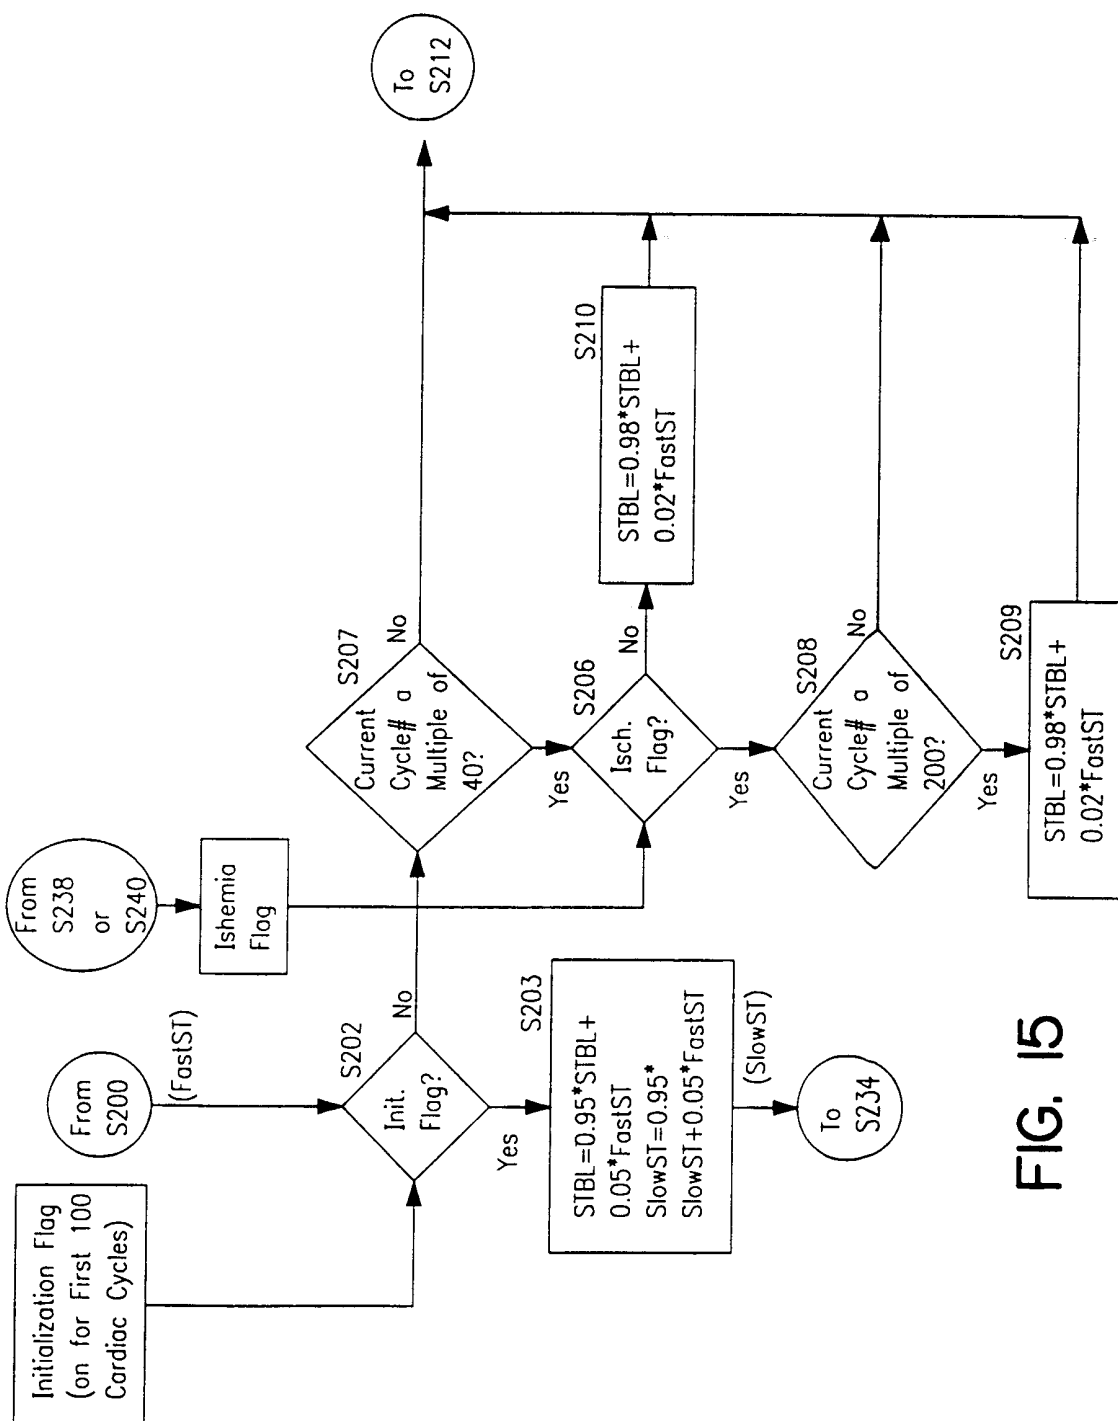 Initialization Flag
(on for First 100
Cardiac Cycles)
From
S200
(FastST)
From
S238
or
S240
Ishemia
Flag
S202
Init.
Flag?
No
Yes
S203
STBL=0.95*STBL+
0.05*FastST
SlowST=0.95*
SlowST+0.05*FastST
(SlowST)
To
S234
S207
Current
Cycle# a
Multiple of
40?
No
Yes
To
S212
S206
Isch.
Flag?
No
Yes
S210
STBL=0.98*STBL+
0.02*FastST
S208
Current
Cycle# a
Multiple of
200?
No
Yes
S209
STBL=0.98*STBL+
0.02*FastST
FIG. 15